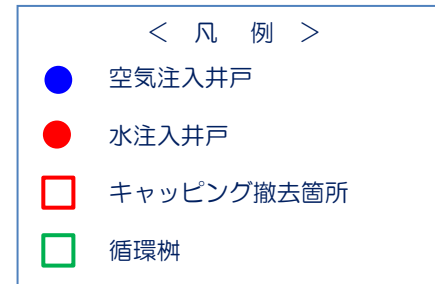 ＜ 凡 例 ＞
空気注入井戸
水注入井戸
キャッピング撤去箇所
循環桝